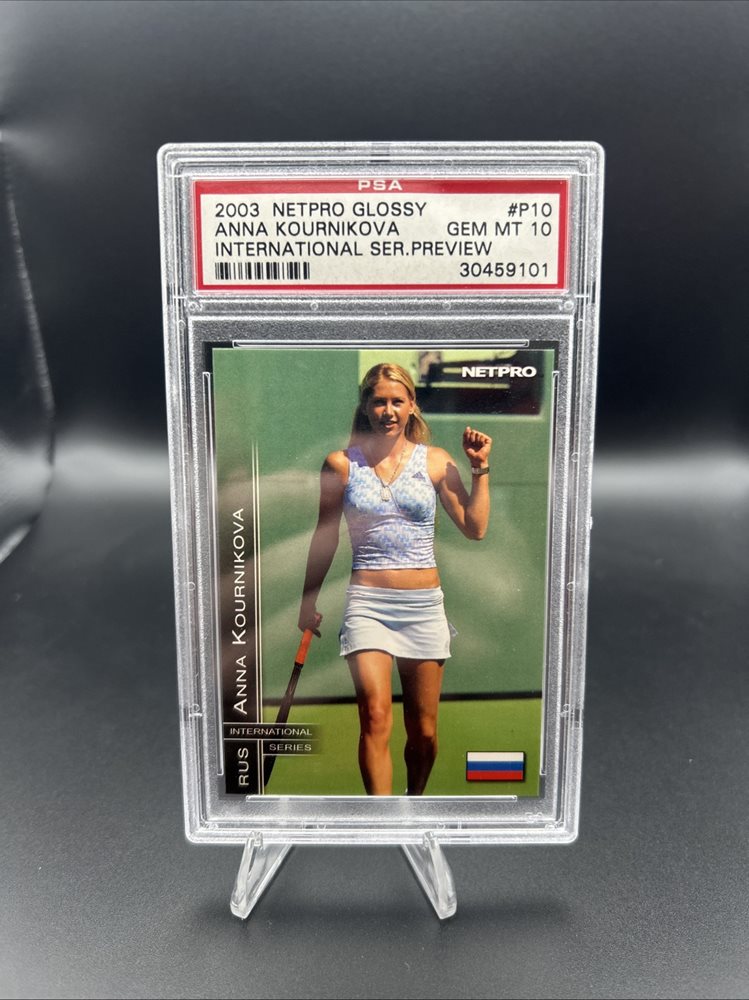 PSA
2003 NETPRO GLOSSY #P10
ANNA KOURNIKOVA GEM MT 10
INTERNATIONAL SER.PREVIEW
30459101
NETPRO
ANNA KOURNIKOVA
INTERNATIONAL
SERIES
RUS